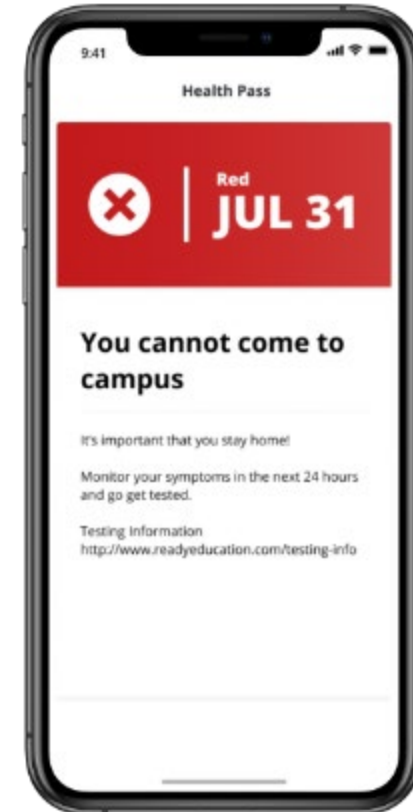 9:41
Health Pass
Red
JUL 31
You cannot come to
campus
It's important that you stay home!
Monitor your symptoms in the next 24 hours
and go get tested.
Testing Information
http://www.readyeducation.com/testing-info